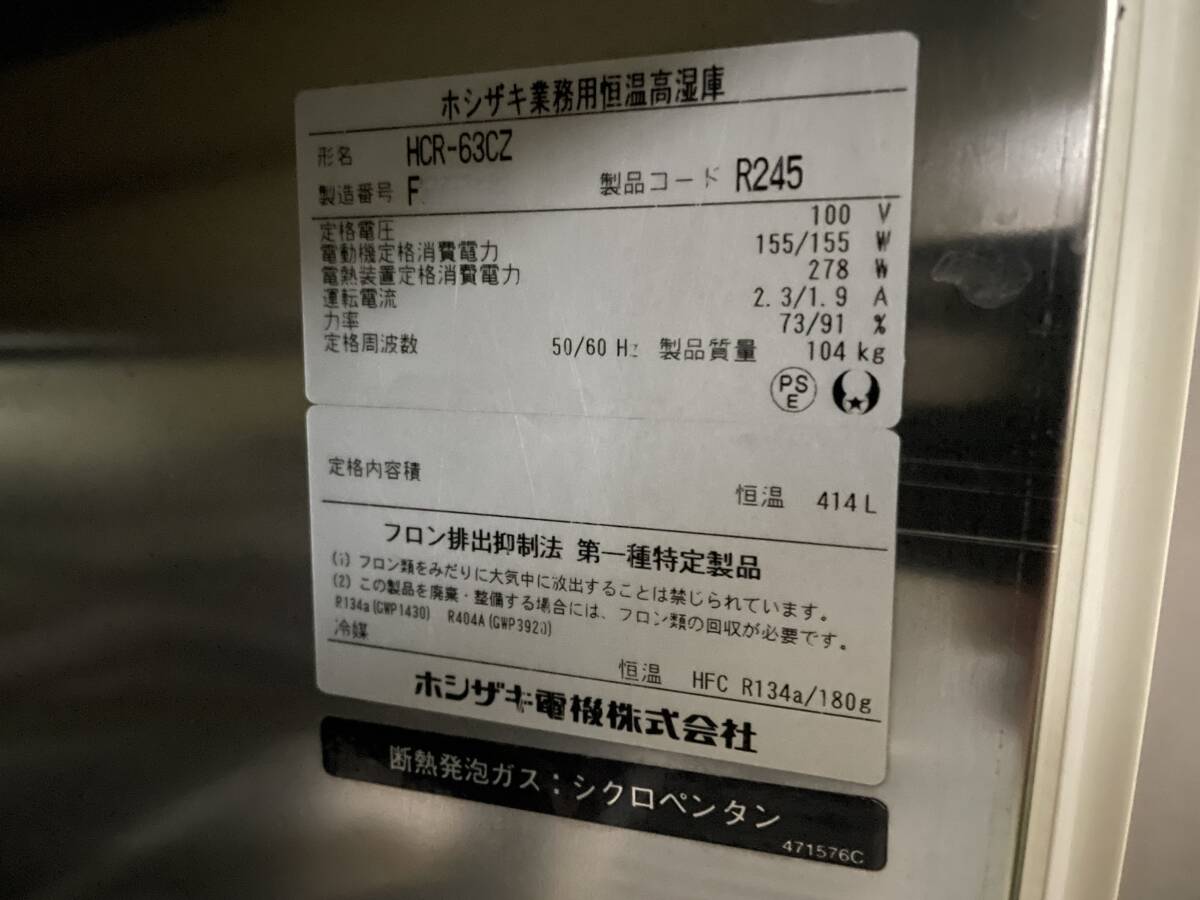 ホシザキ業務用恒温高湿庫
形名 HCR-63CZ
製造番号 F 製品コード R245
定格電圧 100 V
電動機定格消費電力 155/155 W
電熱装置定格消費電力 278 W
運転電流 2.3/1.9 A
力率 73/91 %
定格周波数 50/60 Hz 製品質量 104 kg
PS
E
定格内容積
恒温 414 L
フロン排出抑制法 第一種特定製品
(1) フロン類をみだりに大気中に放出することは禁じられています。
(2) この製品を廃棄・整備する場合には、フロン類の回収が必要です。
R134a(GWP1430) R404A(GWP3920)
冷媒
恒温 HFC R134a/180g
ホシザキ電機株式会社
断熱発泡ガス:シクロペンタン
471576C